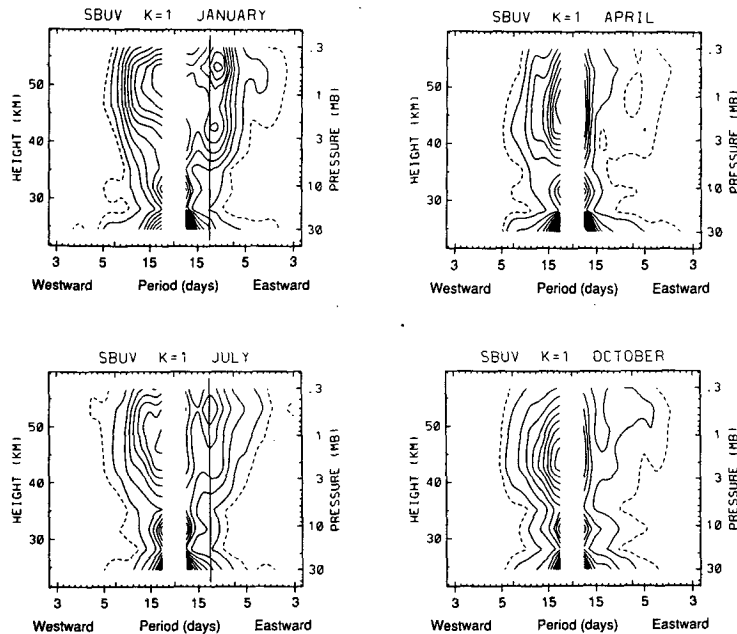 SBUV K=1 JANUARY
HEIGHT (KM)
50
40
30
.3
1
3
10
30
PRESSURE (MB)
3 5 15 15 5 3
Westward Period (days) Eastward
SBUV K=1 APRIL
HEIGHT (KM)
50
40
30
.3
1
3
10
30
PRESSURE (MB)
3 5 15 15 5 3
Westward Period (days) Eastward
SBUV K=1 JULY
HEIGHT (KM)
50
40
30
.3
1
3
10
30
PRESSURE (MB)
3 5 15 15 5 3
Westward Period (days) Eastward
SBUV K=1 OCTOBER
HEIGHT (KM)
50
40
30
.3
1
3
10
30
PRESSURE (MB)
3 5 15 15 5 3
Westward Period (days) Eastward